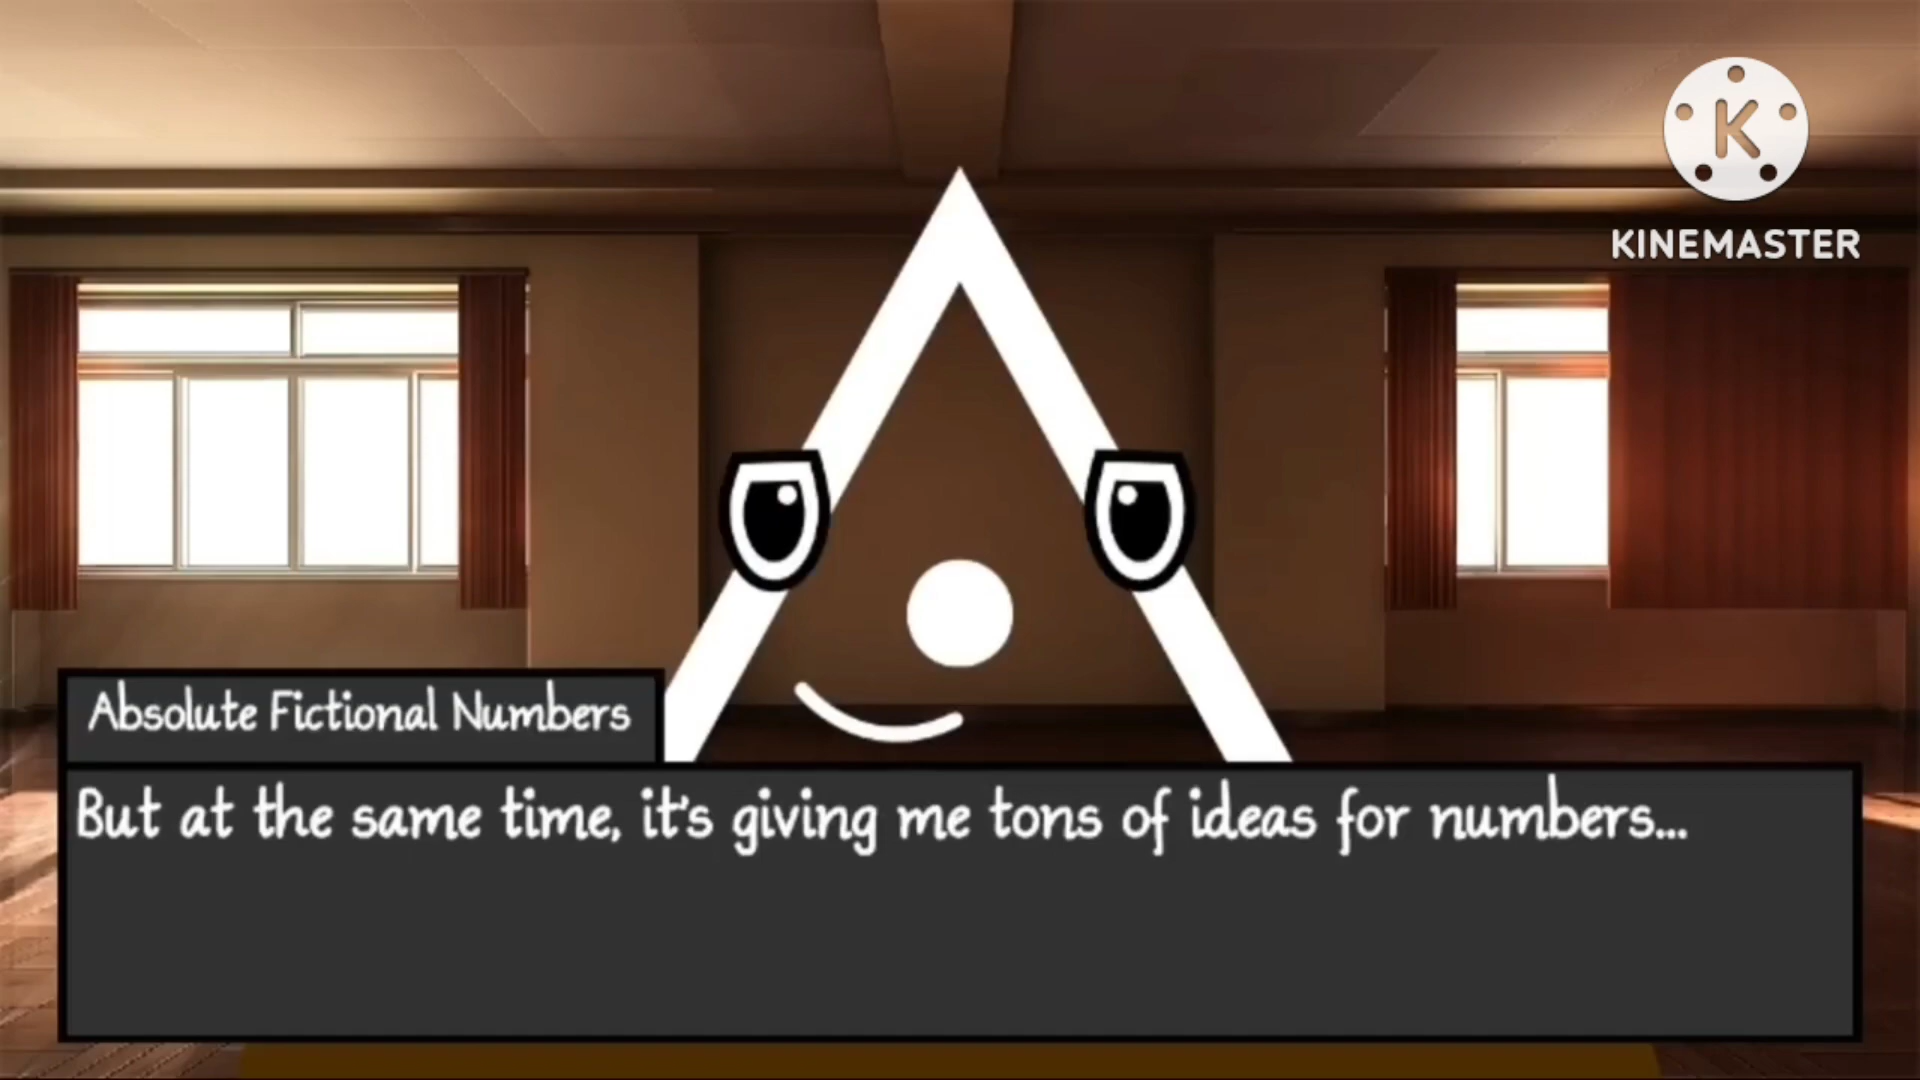 K
KINEMASTER
Absolute Fictional Numbers
But at the same time, it's giving me tons of ideas for numbers...